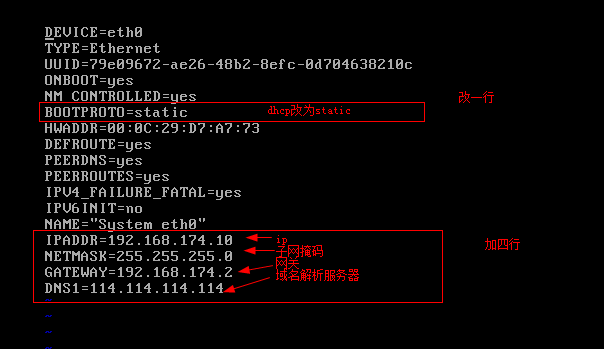 DEVICE=eth0
TYPE=Ethernet
UUID=79e09672-ae26-48b2-8efc-0d704638210c
ONBOOT=yes
NM_CONTROLLED=yes 改一行
BOOTPROTO=static dhcp改为static
HWADDR=00:0C:29:D7:A7:73
DEFROUTE=yes
PEERDNS=yes
PEERROUTES=yes
IPV4_FAILURE_FATAL=yes
IPV6INIT=no
NAME="System eth0"
IPADDR=192.168.174.10 ip 加四行
NETMASK=255.255.255.0 子网掩码
GATEWAY=192.168.174.2 网关
DNS1=114.114.114.114 域名解析服务器
~
~
~